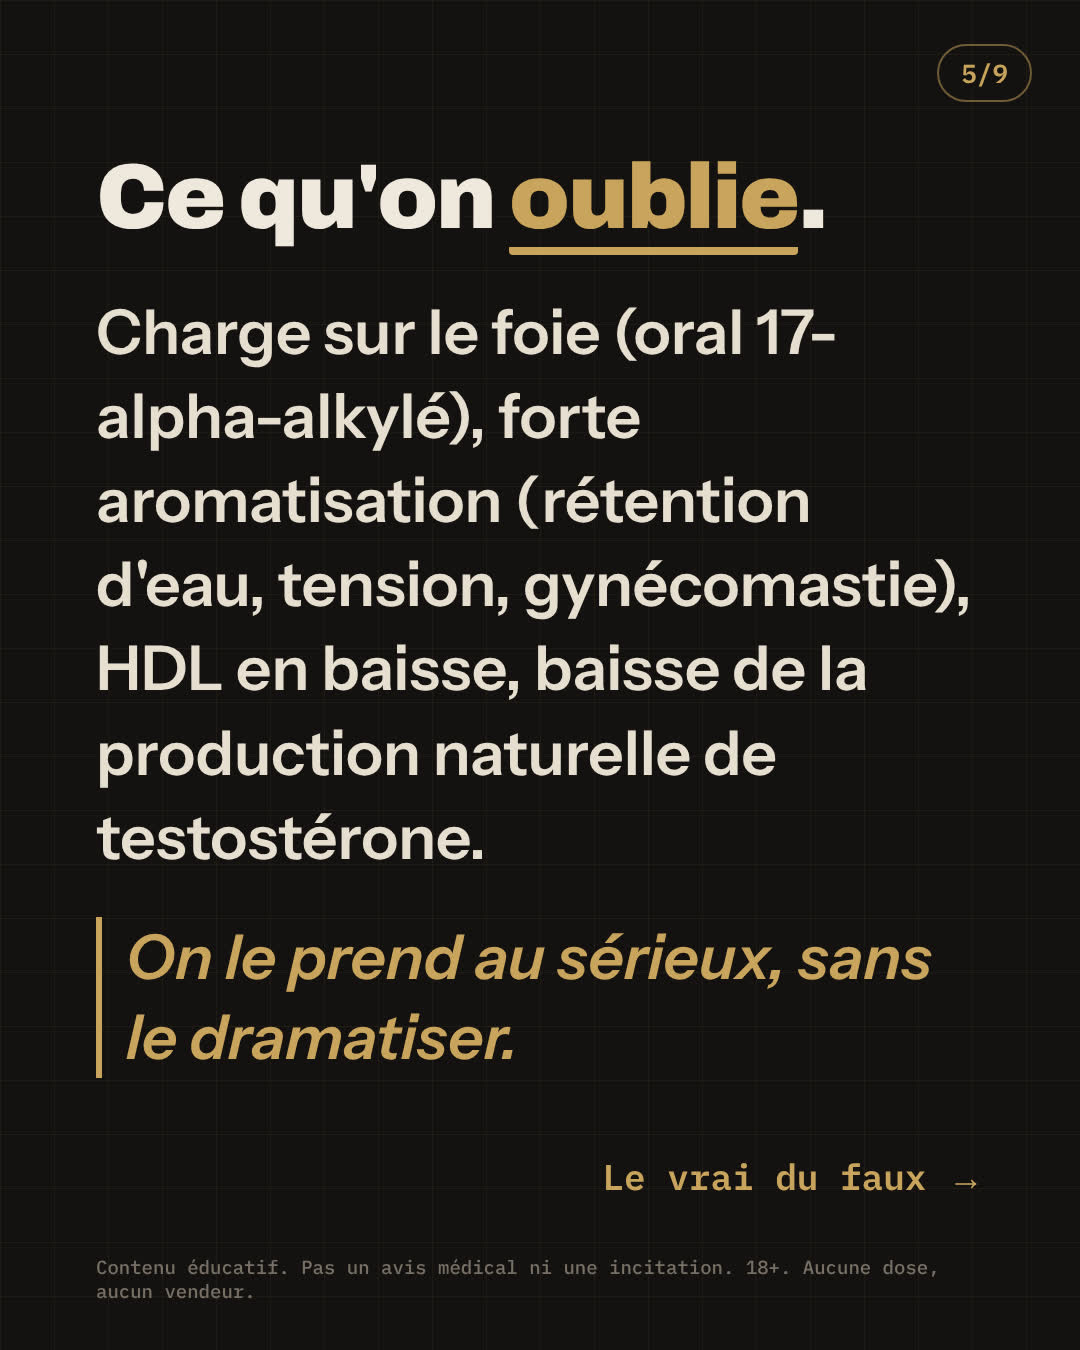 5/9
Ce qu'on oublie.
Charge sur le foie (oral 17-
alpha-alkylé), forte
aromatisation (rétention
d'eau, tension, gynécomastie),
HDL en baisse, baisse de la
production naturelle de
testostérone.
On le prend au sérieux, sans
le dramatiser.
Le vrai du faux →
Contenu éducatif. Pas un avis médical ni une incitation. 18+. Aucune dose,
aucun vendeur.